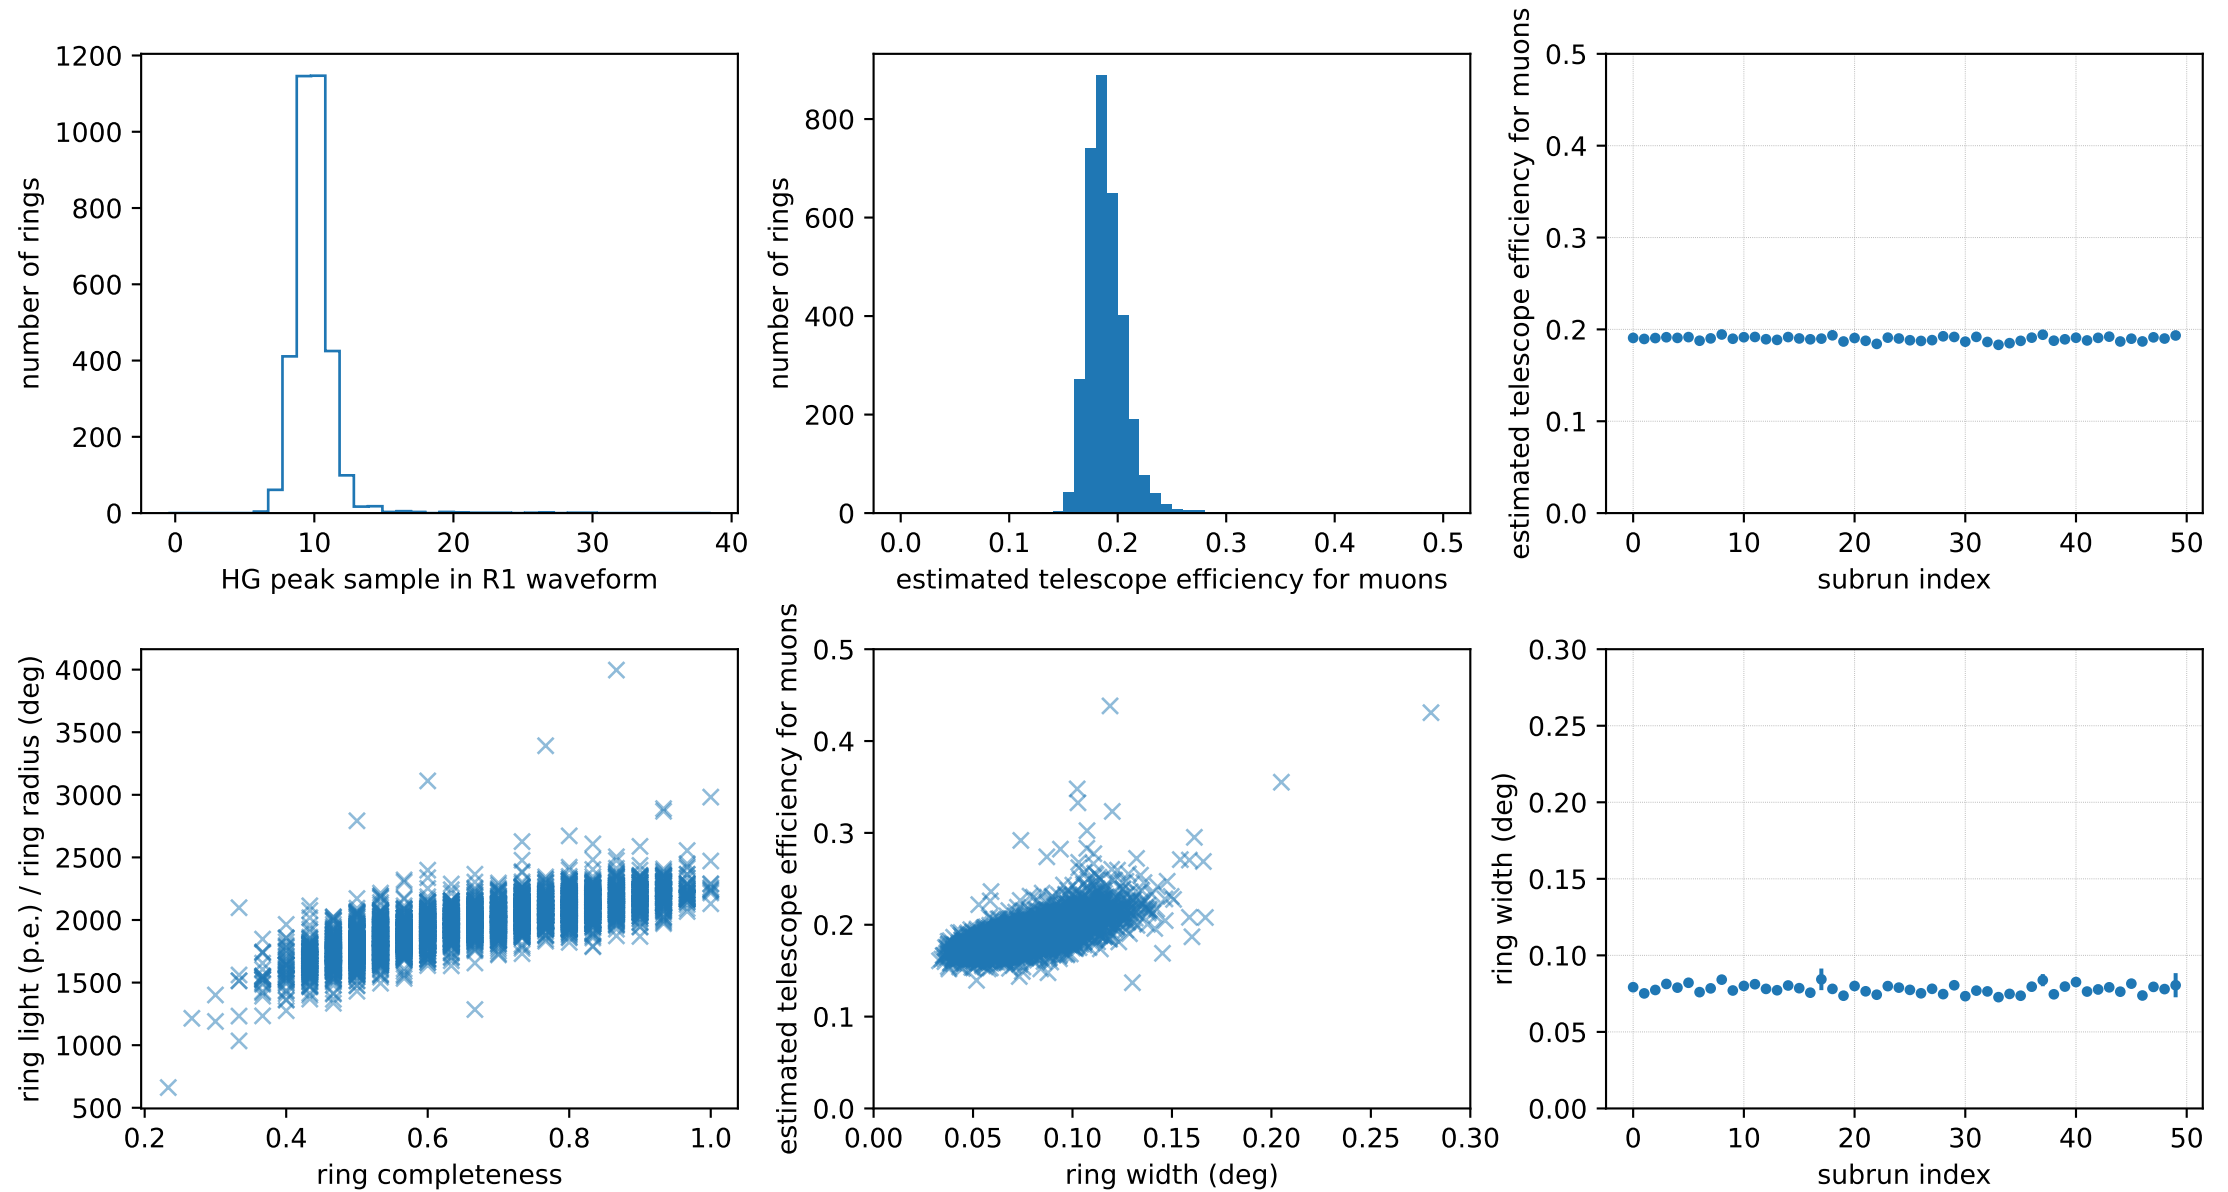 1200
1000
800
600
400
200
0
number of rings
0 10 20 30 40
HG peak sample in R1 waveform
800
600
400
200
0
number of rings
0.0 0.1 0.2 0.3 0.4 0.5
estimated telescope efficiency for muons
0.5
0.4
0.3
0.2
0.1
0.0
estimated telescope efficiency for muons
0 10 20 30 40 50
subrun index
4000
3500
3000
2500
2000
1500
1000
500
ring light (p.e.) / ring radius (deg)
0.2 0.4 0.6 0.8 1.0
ring completeness
0.5
0.4
0.3
0.2
0.1
0.0
estimated telescope efficiency for muons
0.00 0.05 0.10 0.15 0.20 0.25 0.30
ring width (deg)
0.30
0.25
0.20
0.15
0.10
0.05
0.00
ring width (deg)
0 10 20 30 40 50
subrun index